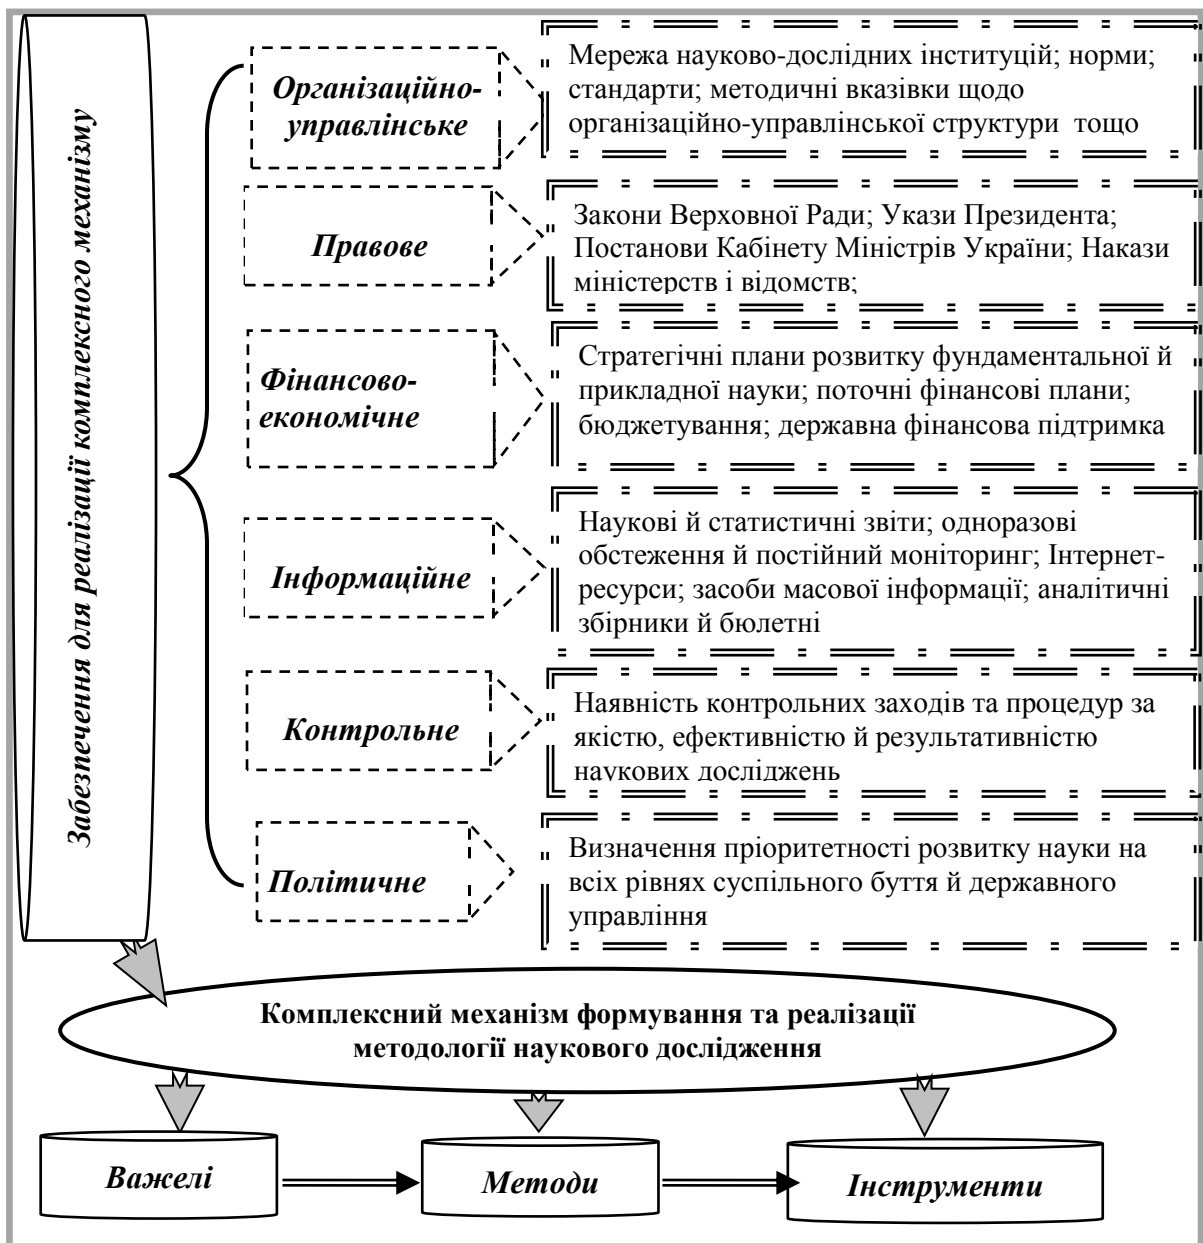 Забезпечення для реалізації комплексного механізму
Організаційно-
управлінське
Мережа науково-дослідних інституцій; норми;
стандарти; методичні вказівки щодо
організаційно-управлінської структури тощо
Правове
Закони Верховної Ради; Укази Президента;
Постанови Кабінету Міністрів України; Накази
міністерств і відомств;
Фінансово-
економічне
Стратегічні плани розвитку фундаментальної й
прикладної науки; поточні фінансові плани;
бюджетування; державна фінансова підтримка
Інформаційне
Наукові й статистичні звіти; одноразові
обстеження й постійний моніторинг; Інтернет-
ресурси; засоби масової інформації; аналітичні
збірники й бюлетні
Контрольне
Наявність контрольних заходів та процедур за
якістю, ефективністю й результативністю
наукових досліджень
Політичне
Визначення пріоритетності розвитку науки на
всіх рівнях суспільного буття й державного
управління
Комплексний механізм формування та реалізації
методології наукового дослідження
Важелі
Методи
Інструменти